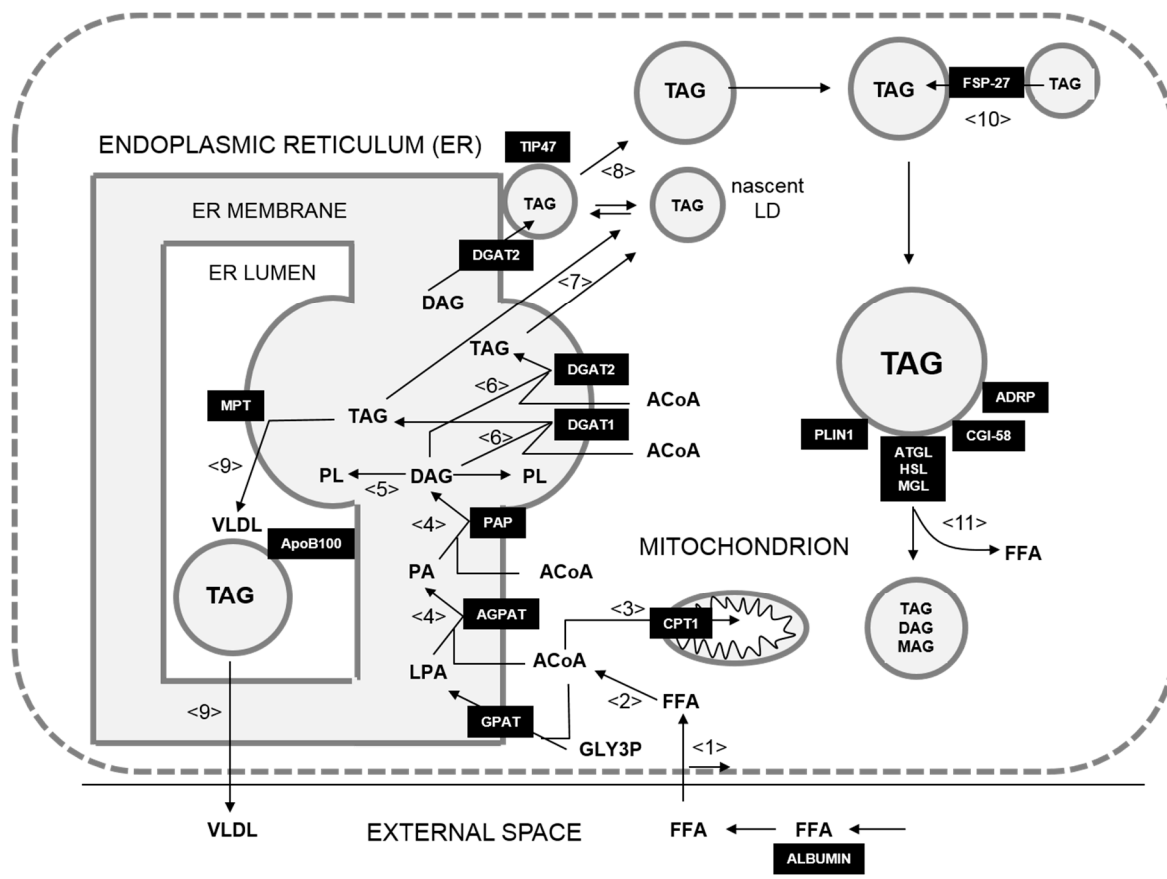 TAG
TAG
FSP-27
TAG
<10>
ENDOPLASMIC RETICULUM (ER)
TIP47
<8>
ER MEMBRANE
TAG
TAG
nascent
LD
DGAT2
ER LUMEN
<7>
DAG
TAG
DGAT2
<6>
TAG
ADRP
MPT
ACoA
TAG
DGAT1
<6>
PLIN1
CGI-58
ATGL
HSL
MGL
ACoA
<9>
PL
DAG
PL
<5>
VLDL
<4>
PAP
<11>
ApoB100
MITOCHONDRION
FFA
PA
ACoA
TAG
<4>
AGPAT
<3>
CPT1
TAG
DAG
MAG
LPA
ACoA
<2>
FFA
<9>
GPAT
GLY3P
<1>
VLDL
EXTERNAL SPACE
FFA
FFA
ALBUMIN